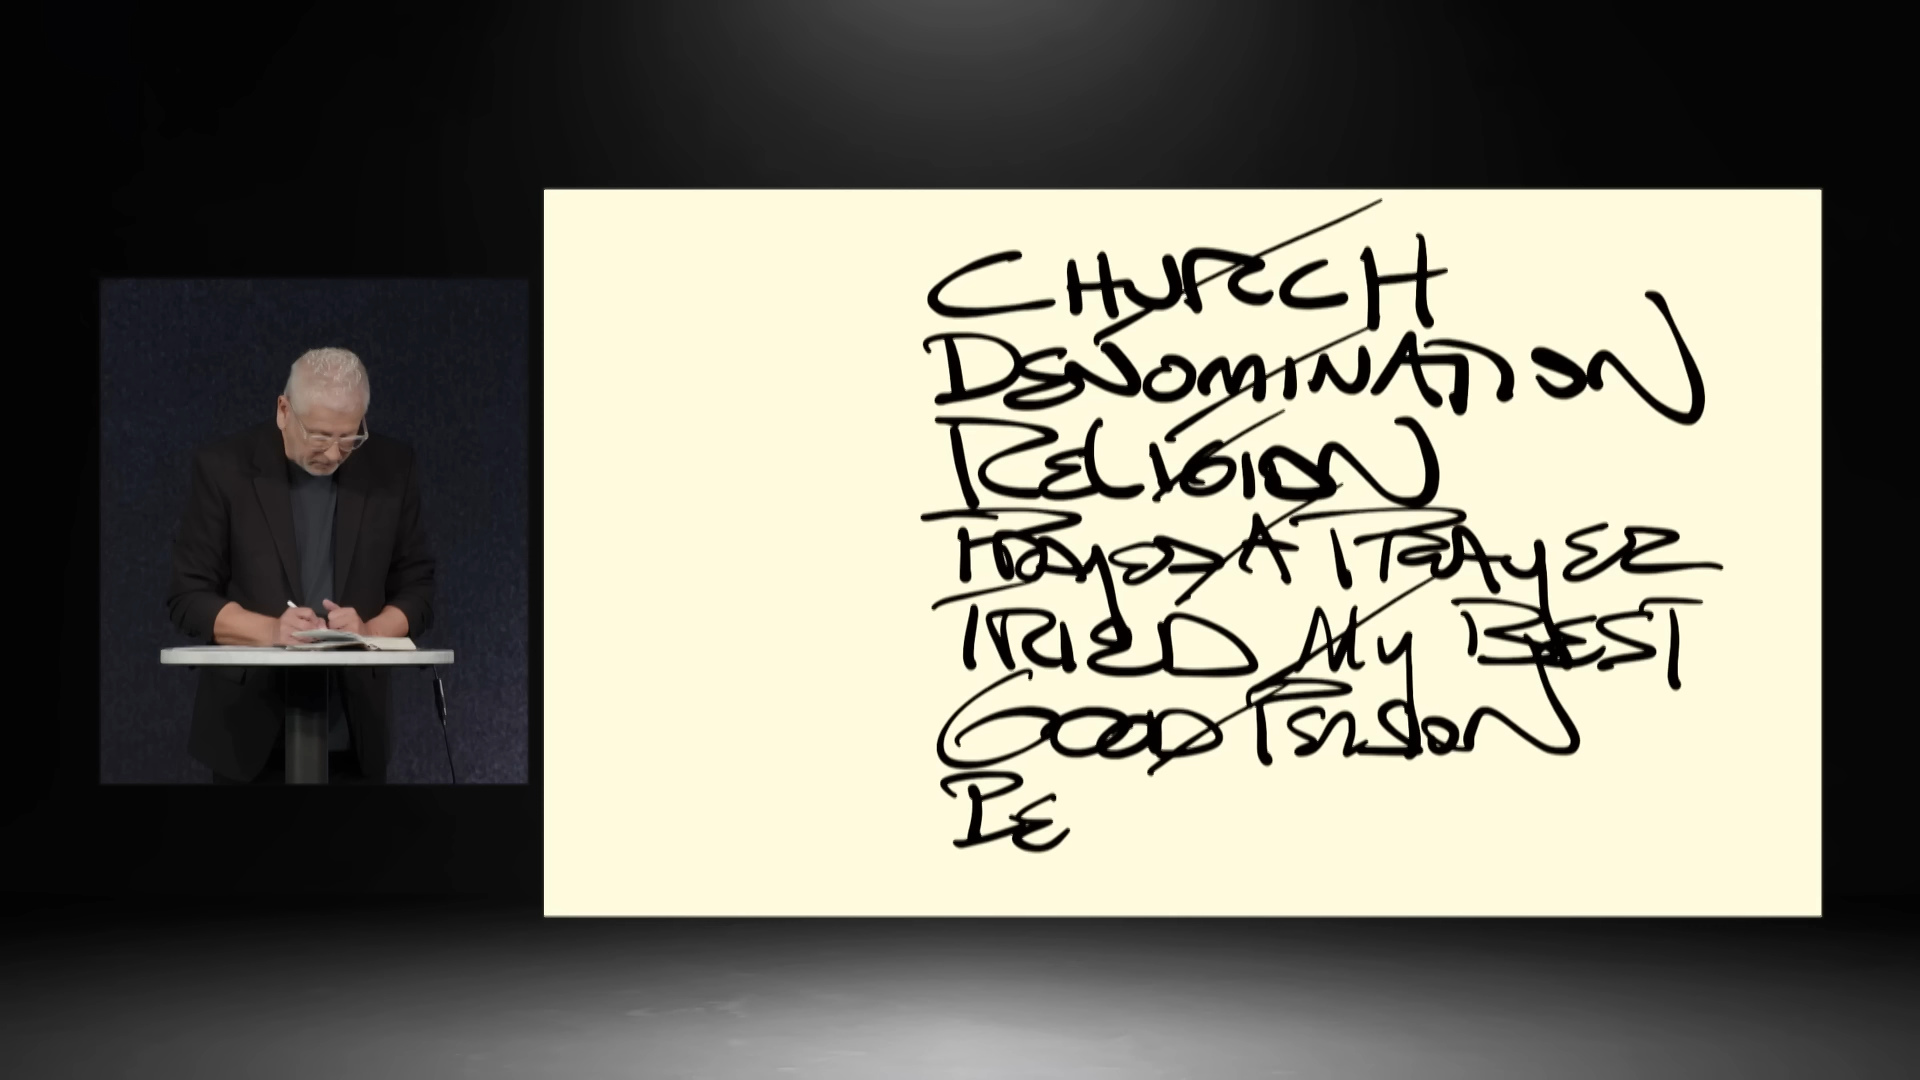 CHURCH
DENOMINATION
RELIGION
PRAYED A PRAYER
TRIED My BEST
GOOD PERSON
BE